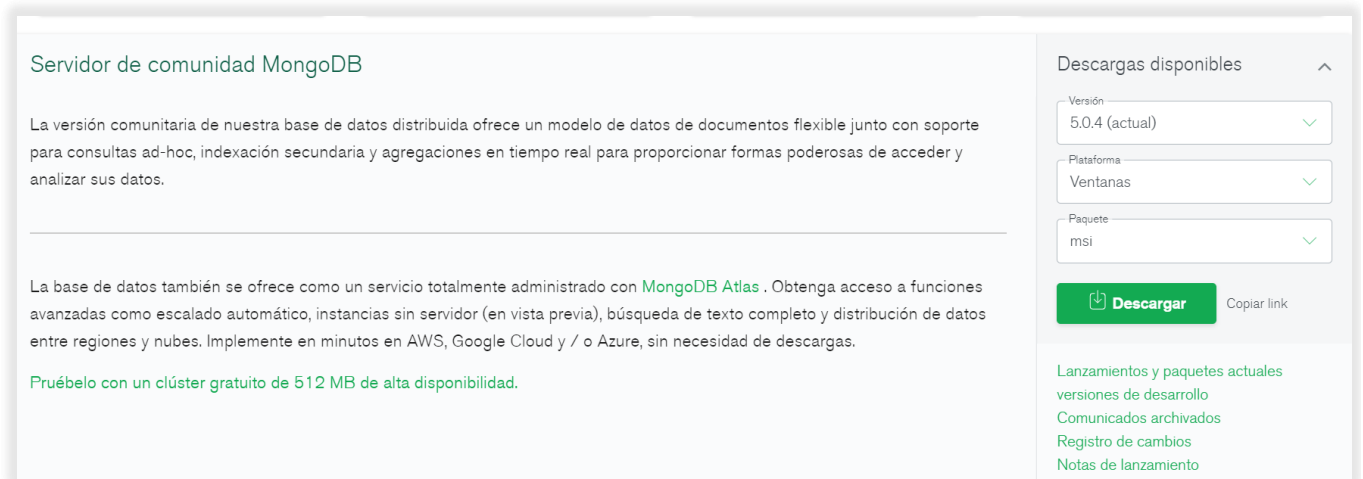 Servidor de comunidad MongoDB
La versión comunitaria de nuestra base de datos distribuida ofrece un modelo de datos de documentos flexible junto con soporte
para consultas ad-hoc, indexación secundaria y agregaciones en tiempo real para proporcionar formas poderosas de acceder y
analizar sus datos.
La base de datos también se ofrece como un servicio totalmente administrado con MongoDB Atlas . Obtenga acceso a funciones
avanzadas como escalado automático, instancias sin servidor (en vista previa), búsqueda de texto completo y distribución de datos
entre regiones y nubes. Implemente en minutos en AWS, Google Cloud y / o Azure, sin necesidad de descargas.
Pruébelo con un clúster gratuito de 512 MB de alta disponibilidad.
Descargas disponibles
Versión
5.0.4 (actual)
Plataforma
Ventanas
Paquete
msi
Descargar
Copiar link
Lanzamientos y paquetes actuales
versiones de desarrollo
Comunicados archivados
Registro de cambios
Notas de lanzamiento